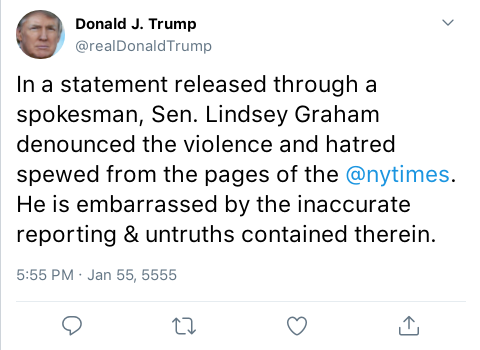 Donald J. Trump
@realDonaldTrump
In a statement released through a
spokesman, Sen. Lindsey Graham
denounced the violence and hatred
spewed from the pages of the @nytimes.
He is embarrassed by the inaccurate
reporting & untruths contained therein.
5:55 PM · Jan 55, 5555